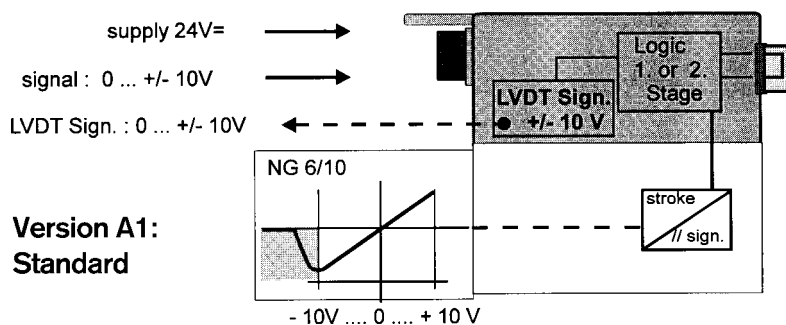 supply 24V=
signal : 0 ... +/- 10V
LVDT Sign. : 0 ... +/- 10V
Logic
1. or 2.
Stage
LVDT Sign.
+/- 10 V
NG 6/10
Version A1:
Standard
stroke
// sign.
- 10V .... 0 .... + 10 V